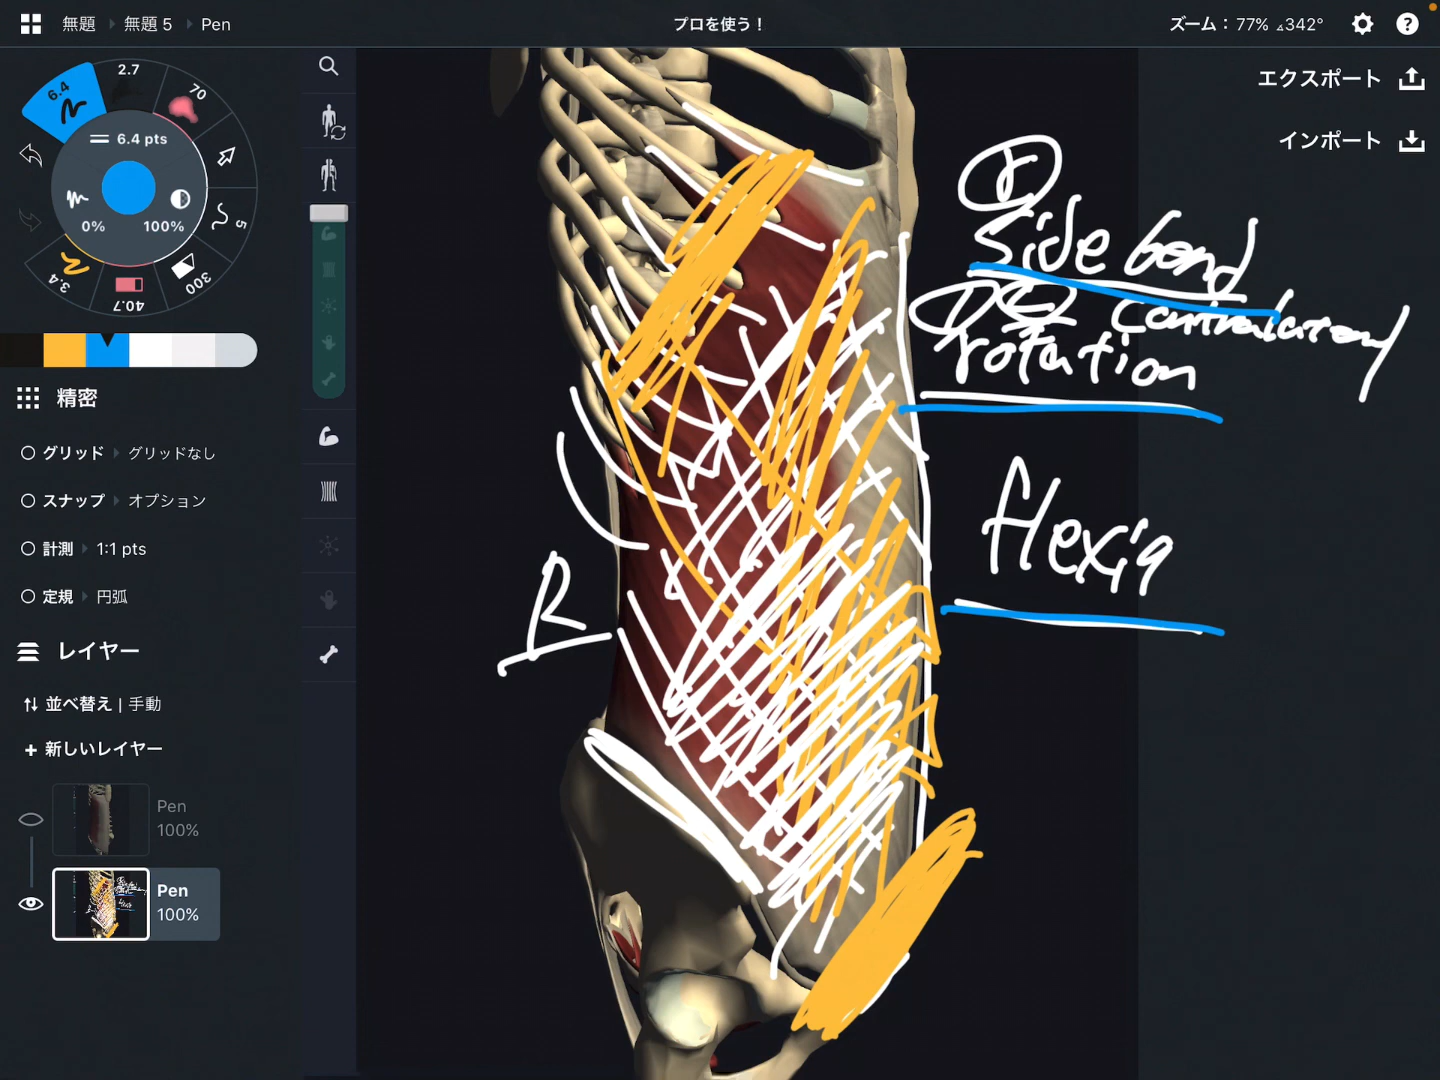 無題 無題 5 Pen
プロを使う！
ズーム： 77% ⊿342°
エクスポート
インポート
2.7
6.4
70
6.4 pts
0%
100%
5
300
40.7
3.4
精密
グリッド グリッドなし
スナップ オプション
計測 1:1 pts
定規 円弧
レイヤー
並べ替え | 手動
+ 新しいレイヤー
Pen
100%
Pen
100%
Side bend
rotation
R